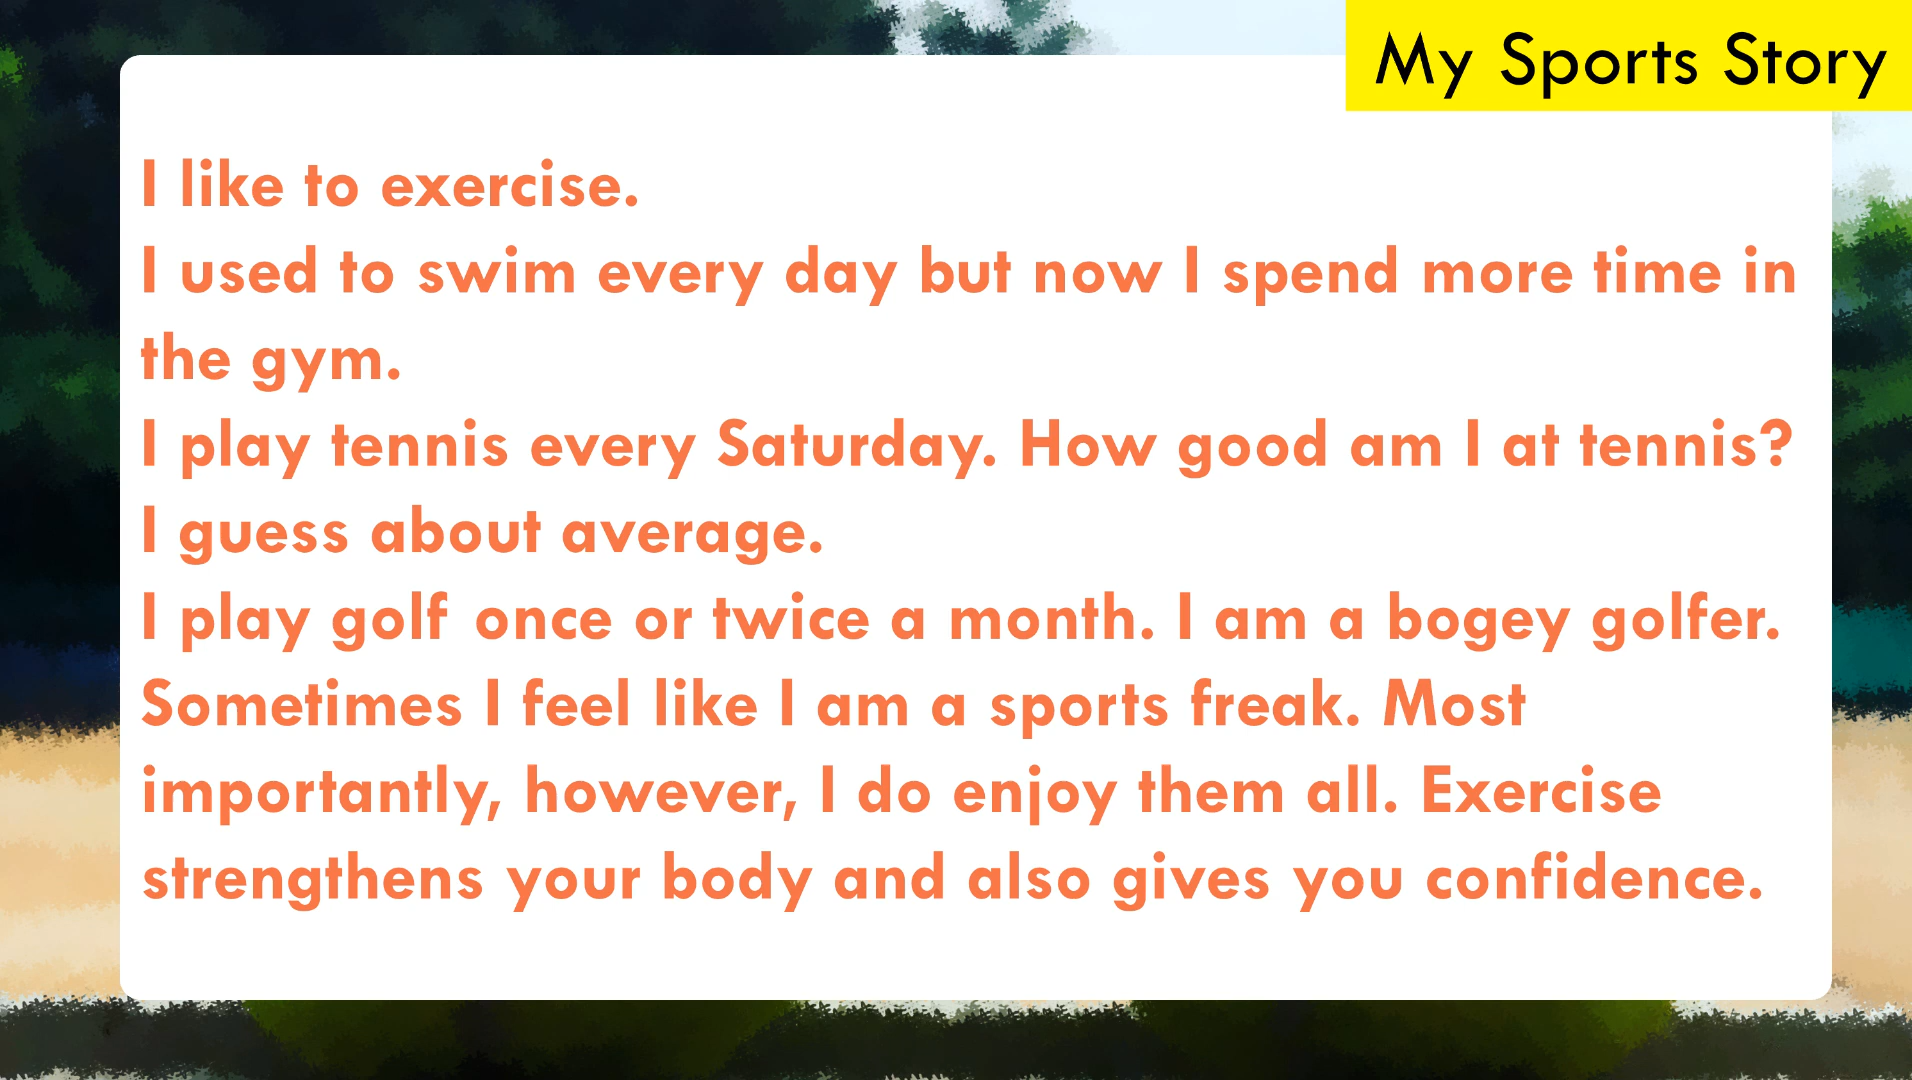 My Sports Story
I like to exercise.
I used to swim every day but now I spend more time in
the gym.
I play tennis every Saturday. How good am I at tennis?
I guess about average.
I play golf once or twice a month. I am a bogey golfer.
Sometimes I feel like I am a sports freak. Most
importantly, however, I do enjoy them all. Exercise
strengthens your body and also gives you confidence.